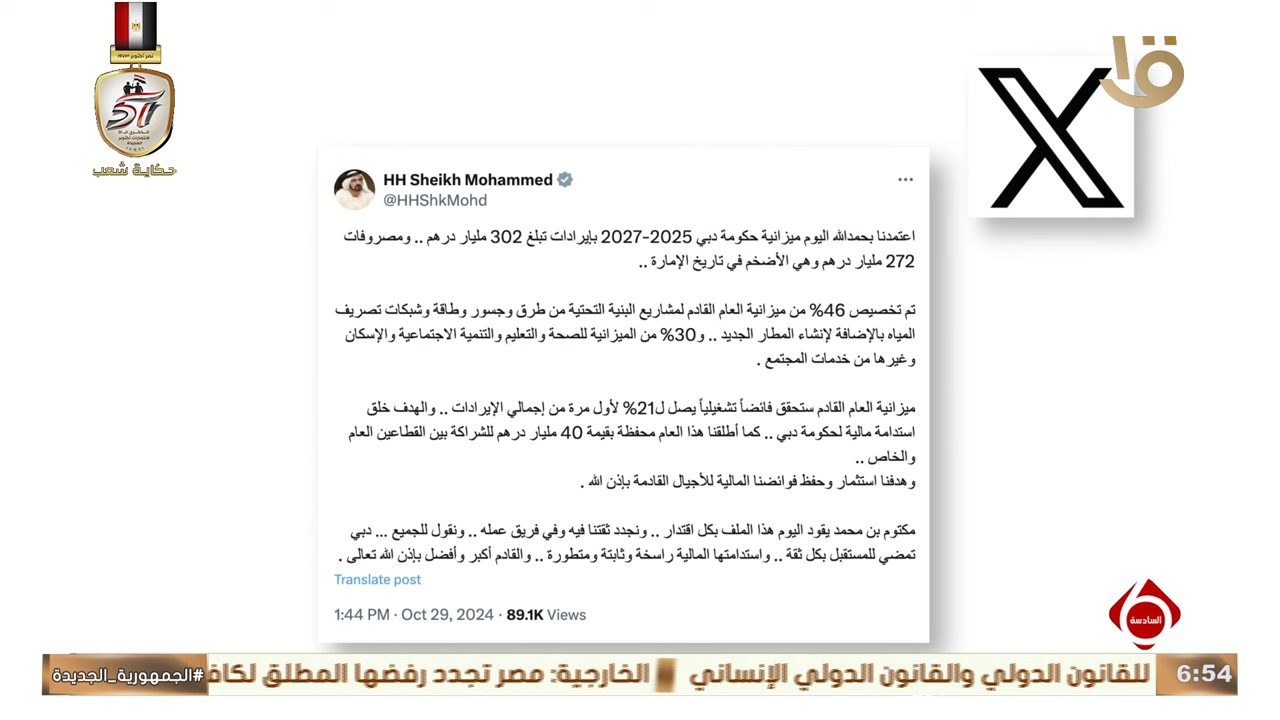 نصر أكتوبر ١٩٧٣
حكاية شعب
HH Sheikh Mohammed
@HHShkMohd
اعتمدنا بحمدالله اليوم ميزانية حكومة دبي 2025-2027 بإيرادات تبلغ 302 مليار درهم .. ومصروفات
272 مليار درهم وهي الأضخم في تاريخ الإمارة ..
تم تخصيص 46% من ميزانية العام القادم لمشاريع البنية التحتية من طرق وجسور وطاقة وشبكات تصريف
المياه بالإضافة لإنشاء المطار الجديد .. و30% من الميزانية للصحة والتعليم والتنمية الاجتماعية والإسكان
وغيرها من خدمات المجتمع .
ميزانية العام القادم ستحقق فائضاً تشغيلياً يصل ل21% لأول مرة من إجمالي الإيرادات .. والهدف خلق
استدامة مالية لحكومة دبي .. كما أطلقنا هذا العام محفظة بقيمة 40 مليار درهم للشراكة بين القطاعين العام
والخاص ..
وهدفنا استثمار وحفظ فوائضنا المالية للأجيال القادمة بإذن الله .
مكتوم بن محمد يقود اليوم هذا الملف بكل اقتدار .. ونجدد ثقتنا فيه وفي فريق عمله .. ونقول للجميع ... دبي
تمضي للمستقبل بكل ثقة .. واستدامتها المالية راسخة وثابتة ومتطورة .. والقادم أكبر وأفضل بإذن الله تعالى .
Translate post
1:44 PM · Oct 29, 2024 · 89.1K Views
السادسة
6:54
للقانون الدولي والقانون الدولي الإنساني
الخارجية: مصر تجدد رفضها المطلق لكاف
#الجمهورية_الجديدة